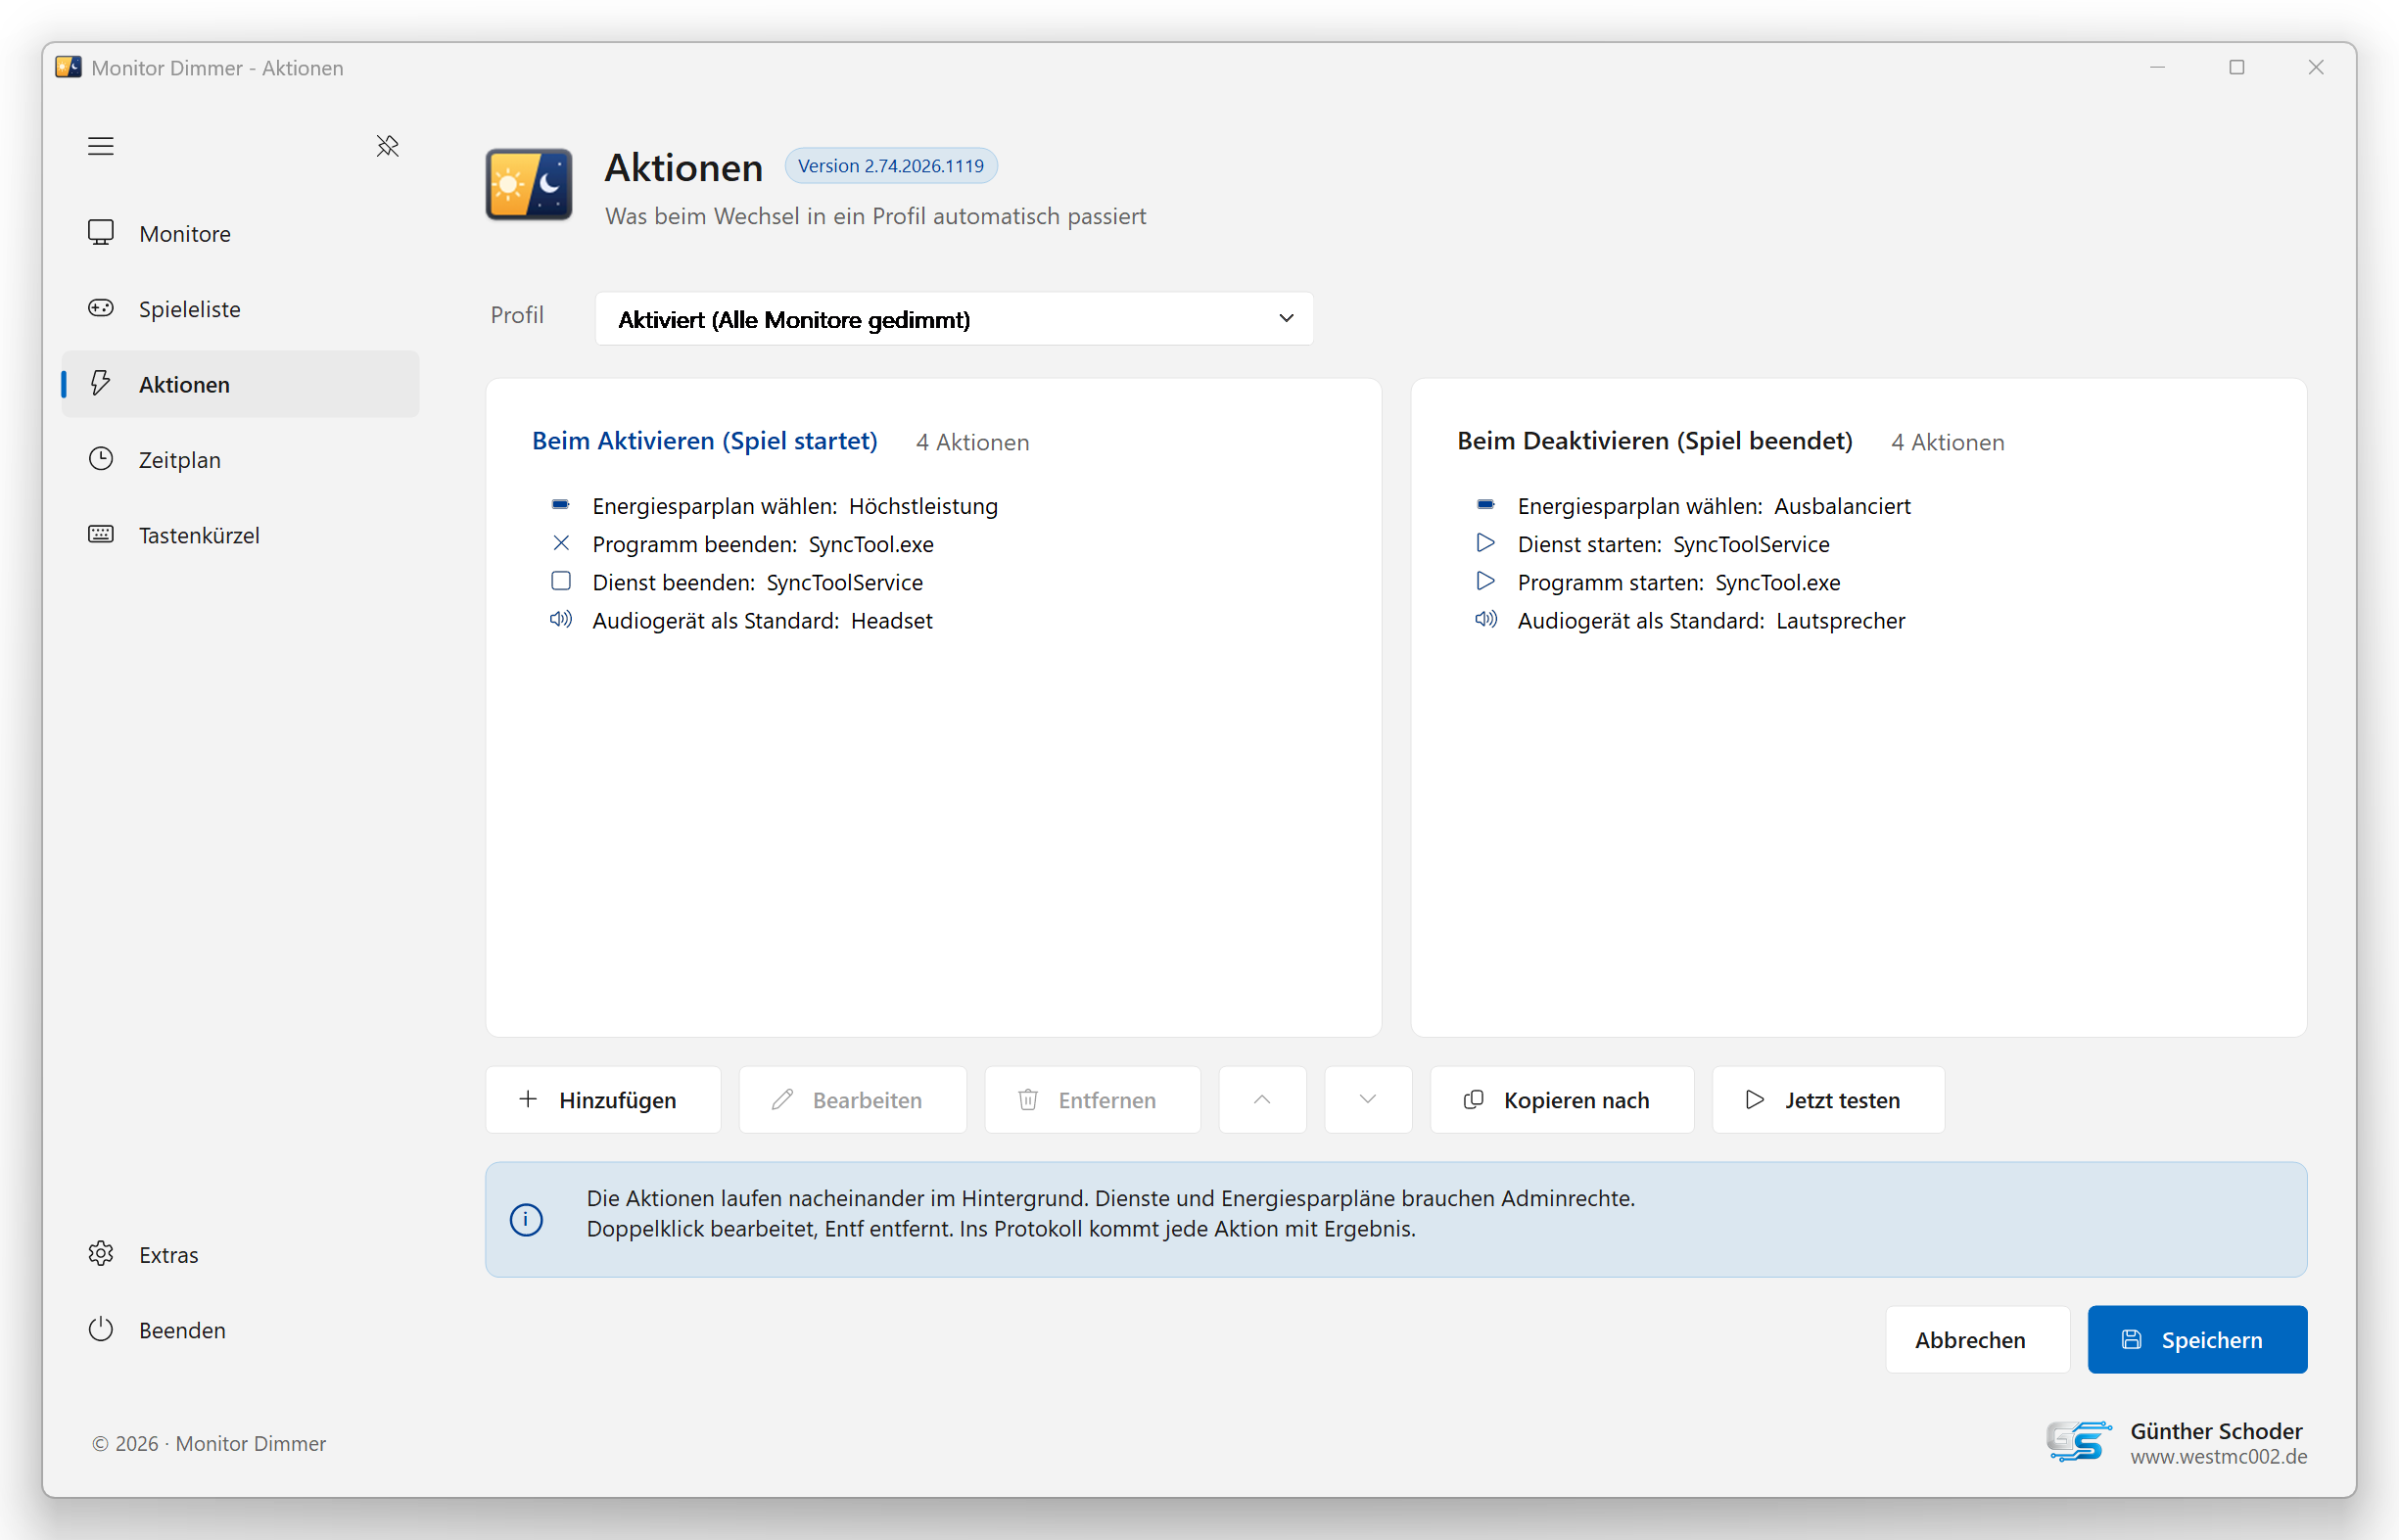 Monitor Dimmer - Aktionen
Monitore
Spieleliste
Aktionen
Zeitplan
Tastenkürzel
Extras
Beenden
© 2026 · Monitor Dimmer
Aktionen
Version 2.74.2026.1119
Was beim Wechsel in ein Profil automatisch passiert
Profil
Aktiviert (Alle Monitore gedimmt)
Beim Aktivieren (Spiel startet) 4 Aktionen
Energiesparplan wählen: Höchstleistung
Programm beenden: SyncTool.exe
Dienst beenden: SyncToolService
Audiogerät als Standard: Headset
Beim Deaktivieren (Spiel beendet) 4 Aktionen
Energiesparplan wählen: Ausbalanciert
Dienst starten: SyncToolService
Programm starten: SyncTool.exe
Audiogerät als Standard: Lautsprecher
Hinzufügen
Bearbeiten
Entfernen
Kopieren nach
Jetzt testen
Die Aktionen laufen nacheinander im Hintergrund. Dienste und Energiesparpläne brauchen Adminrechte.
Doppelklick bearbeitet, Entf entfernt. Ins Protokoll kommt jede Aktion mit Ergebnis.
Abbrechen
Speichern
GS
Günther Schoder
www.westmc002.de